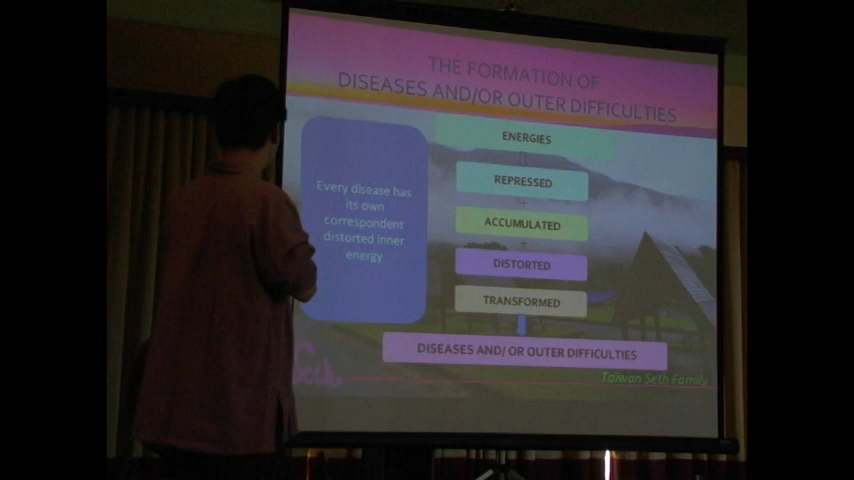 THE FORMATION OF
DISEASES AND/OR OUTER DIFFICULTIES
Every disease has
its own
correspondent
distorted inner
energy
ENERGIES
REPRESSED
ACCUMULATED
DISTORTED
TRANSFORMED
DISEASES AND/ OR OUTER DIFFICULTIES
Seth
Taiwan Seth Family